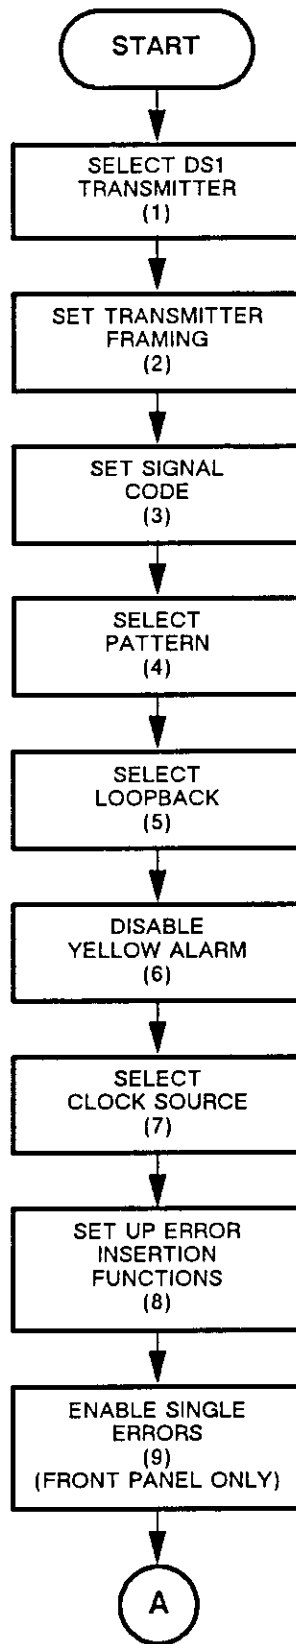 START
SELECT DS1
TRANSMITTER
(1)
SET TRANSMITTER
FRAMING
(2)
SET SIGNAL
CODE
(3)
SELECT
PATTERN
(4)
SELECT
LOOPBACK
(5)
DISABLE
YELLOW ALARM
(6)
SELECT
CLOCK SOURCE
(7)
SET UP ERROR
INSERTION
FUNCTIONS
(8)
ENABLE SINGLE
ERRORS
(9)
(FRONT PANEL ONLY)
A